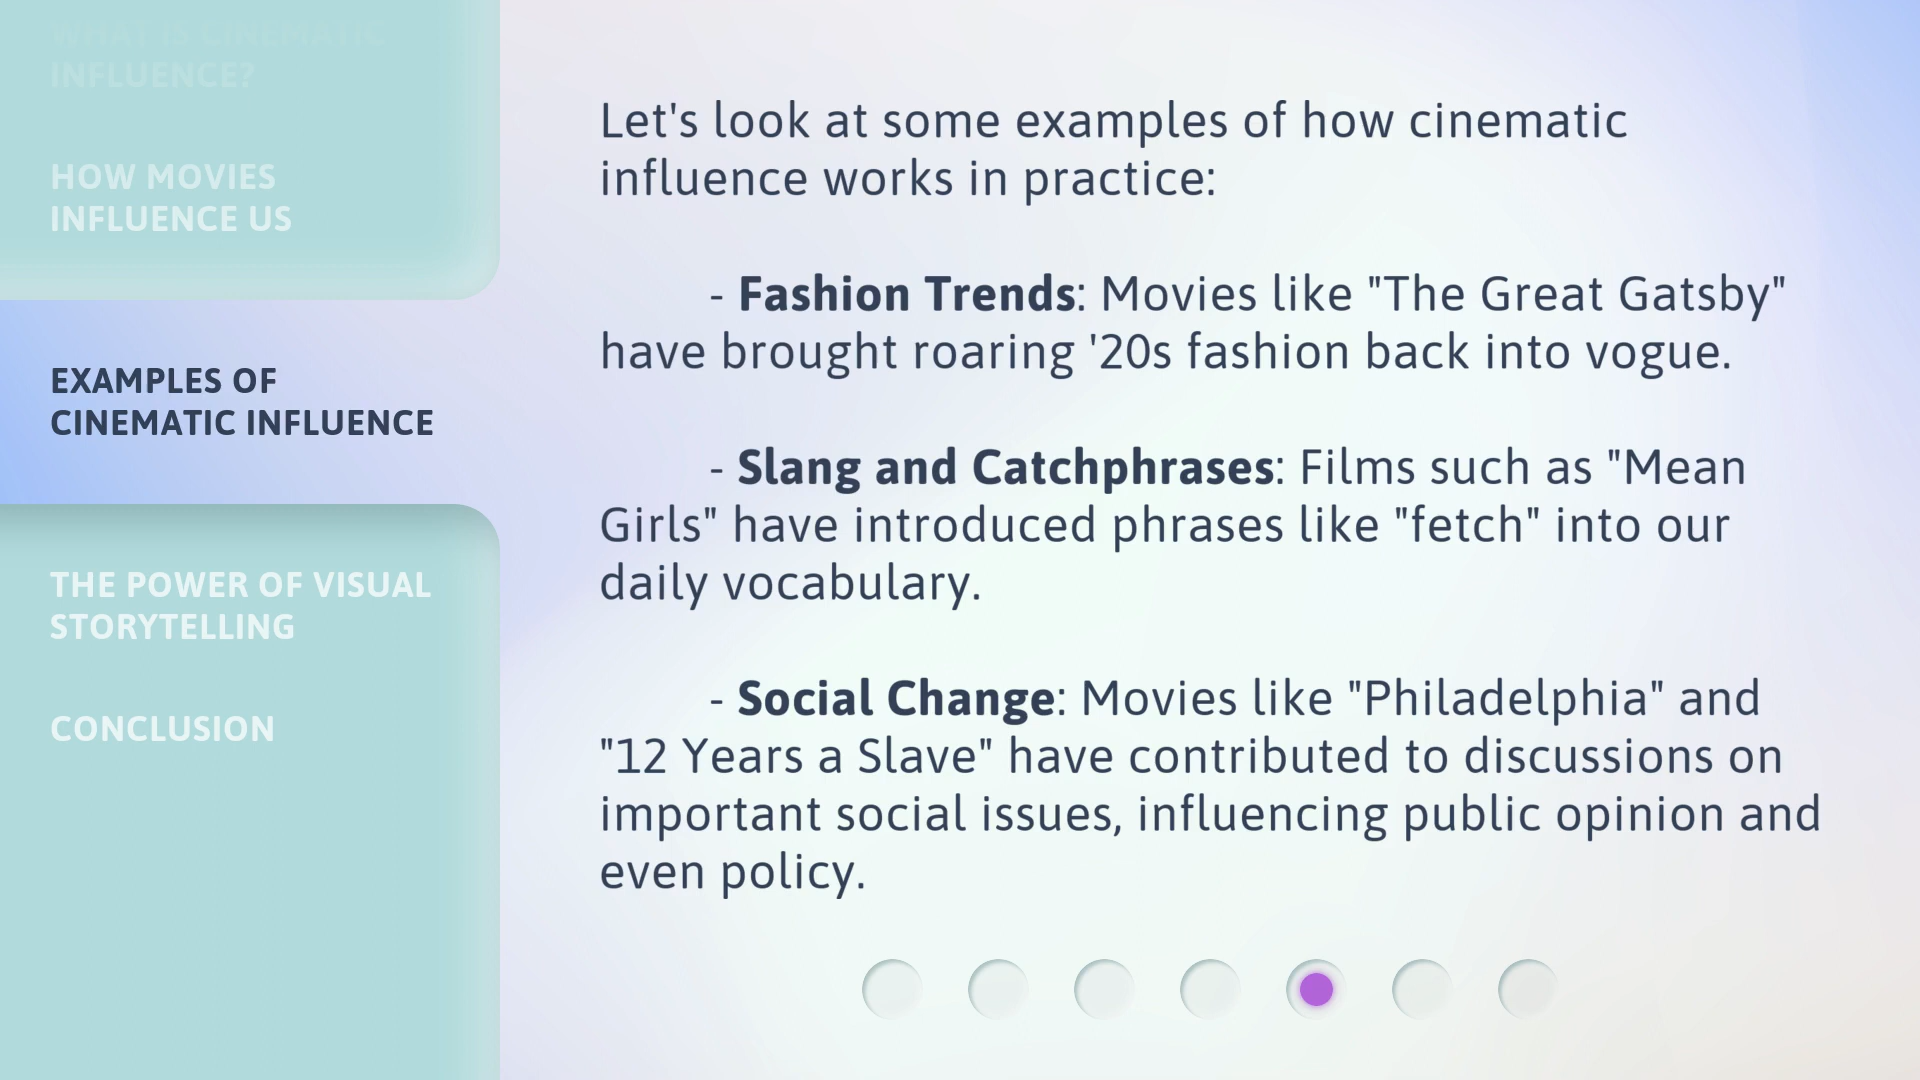 WHAT IS CINEMATIC
INFLUENCE?
HOW MOVIES
INFLUENCE US
EXAMPLES OF
CINEMATIC INFLUENCE
THE POWER OF VISUAL
STORYTELLING
CONCLUSION
Let's look at some examples of how cinematic
influence works in practice:
- Fashion Trends: Movies like "The Great Gatsby"
have brought roaring '20s fashion back into vogue.
- Slang and Catchphrases: Films such as "Mean
Girls" have introduced phrases like "fetch" into our
daily vocabulary.
- Social Change: Movies like "Philadelphia" and
"12 Years a Slave" have contributed to discussions on
important social issues, influencing public opinion and
even policy.